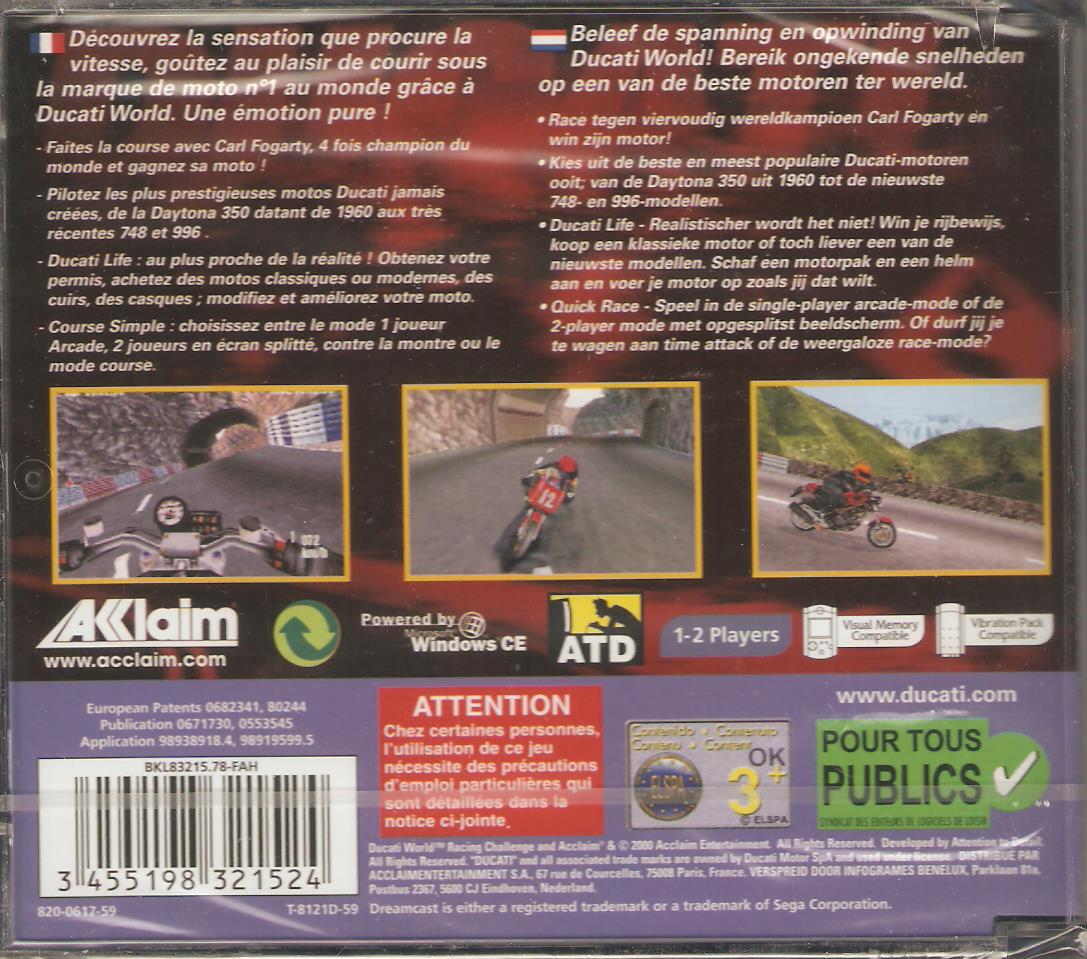 Découvrez la sensation que procure la
vitesse, goûtez au plaisir de courir sous
la marque de moto n°1 au monde grâce à
Ducati World. Une émotion pure !
- Faites la course avec Carl Fogarty, 4 fois champion du
monde et gagnez sa moto !
- Pilotez les plus prestigieuses motos Ducati jamais
créées, de la Daytona 350 datant de 1960 aux très
récentes 748 et 996 .
- Ducati Life : au plus proche de la réalité ! Obtenez votre
permis, achetez des motos classiques ou modernes, des
cuirs, des casques ; modifiez et améliorez votre moto.
- Course Simple : choisissez entre le mode 1 joueur
Arcade, 2 joueurs en écran splitté, contre la montre ou le
mode course.
Beleef de spanning en opwinding van
Ducati World! Bereik ongekende snelheden
op een van de beste motoren ter wereld.
• Race tegen viervoudig wereldkampioen Carl Fogarty en
win zijn motor!
• Kies uit de beste en meest populaire Ducati-motoren
ooit; van de Daytona 350 uit 1960 tot de nieuwste
748- en 996-modellen.
• Ducati Life - Realistischer wordt het niet! Win je rijbewijs,
koop een klassieke motor of toch liever een van de
nieuwste modellen. Schaf een motorpak en een helm
aan en voer je motor op zoals jij dat wilt.
• Quick Race - Speel in de single-player arcade-mode of de
2-player mode met opgesplitst beeldscherm. Of durf jij je
te wagen aan time attack of de weergaloze race-mode?
072
km/h
12
AKKlaim
www.acclaim.com
Powered by
Microsoft
Windows CE
ATD
1-2 Players
Visual Memory
Compatible
Vibration Pack
Compatible
European Patents 0682341, 80244
Publication 0671730, 0553545
Application 98938918.4, 98919599.5
BKL83215.78-FAH
3 455198 321524
820-0617-59
T-8121D-59
ATTENTION
Chez certaines personnes,
l'utilisation de ce jeu
nécessite des précautions
d'emploi particulières qui
sont détaillées dans la
notice ci-jointe.
www.ducati.com
Contenido • Contenuto
Contenu • Content
OK
3+
ELSPA
© ELSPA
POUR TOUS
PUBLICS
SYNDICAT DES EDITEURS DE LOGICIELS DE LOISIR
Ducati World™ Racing Challenge and Acclaim® & © 2000 Acclaim Entertainment. All Rights Reserved. Developed by Attention to Detail.
All Rights Reserved. "DUCATI" and all associated trade marks are owned by Ducati Motor SpA and used under license. DISTRIBUE PAR
ACCLAIM ENTERTAINMENT S.A., 67 rue de Courcelles, 75008 Paris, France. VERSPREID DOOR INFOGRAMES BENELUX, Parklaan 81a,
Postbus 2367, 5600 CJ Eindhoven, Nederland.
Dreamcast is either a registered trademark or a trademark of Sega Corporation.